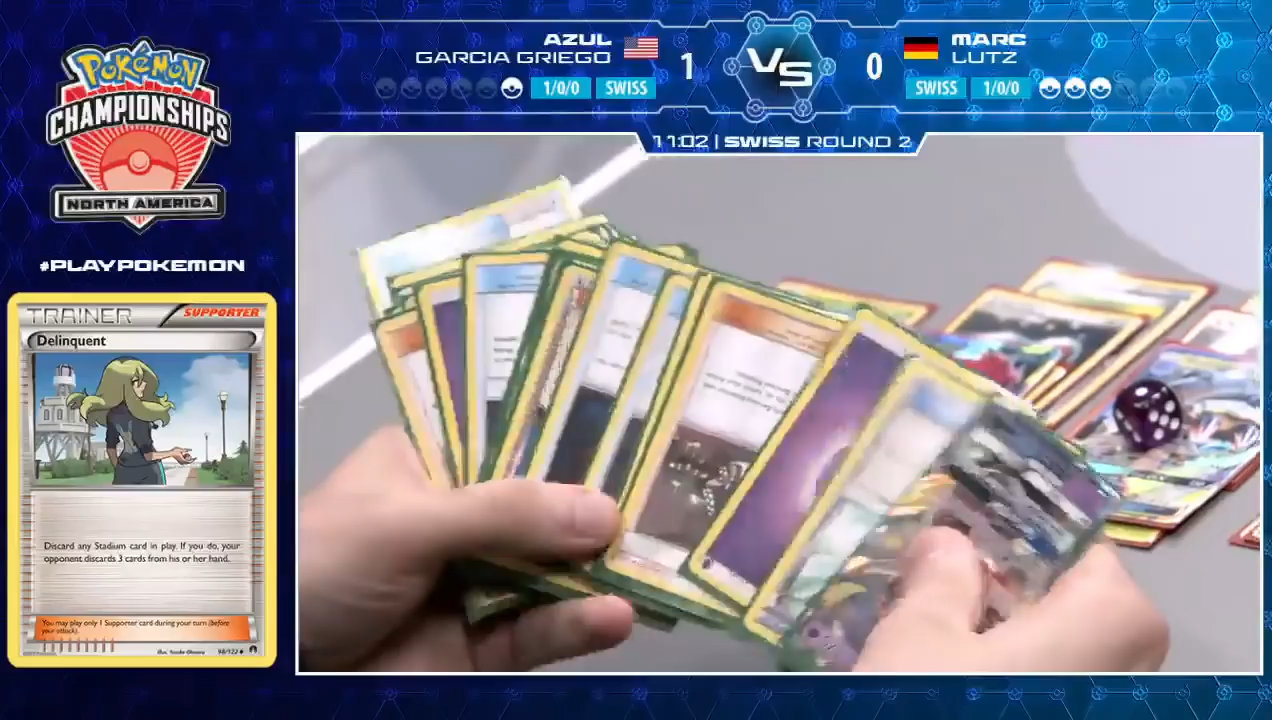 Pokémon
CHAMPIONSHIPS
NORTH AMERICA
#PLAYPOKEMON
AZUL
GARCIA GRIEGO
1/0/0
SWISS
1
VS
0
MARC
LUTZ
SWISS
1/0/0
11:02 | SWISS ROUND 2
TRAINER
SUPPORTER
Delinquent
Discard any Stadium card in play. If you do, your
opponent discards 3 cards from his or her hand.
You may play only 1 Supporter card during your turn (before
your attack).
98/122